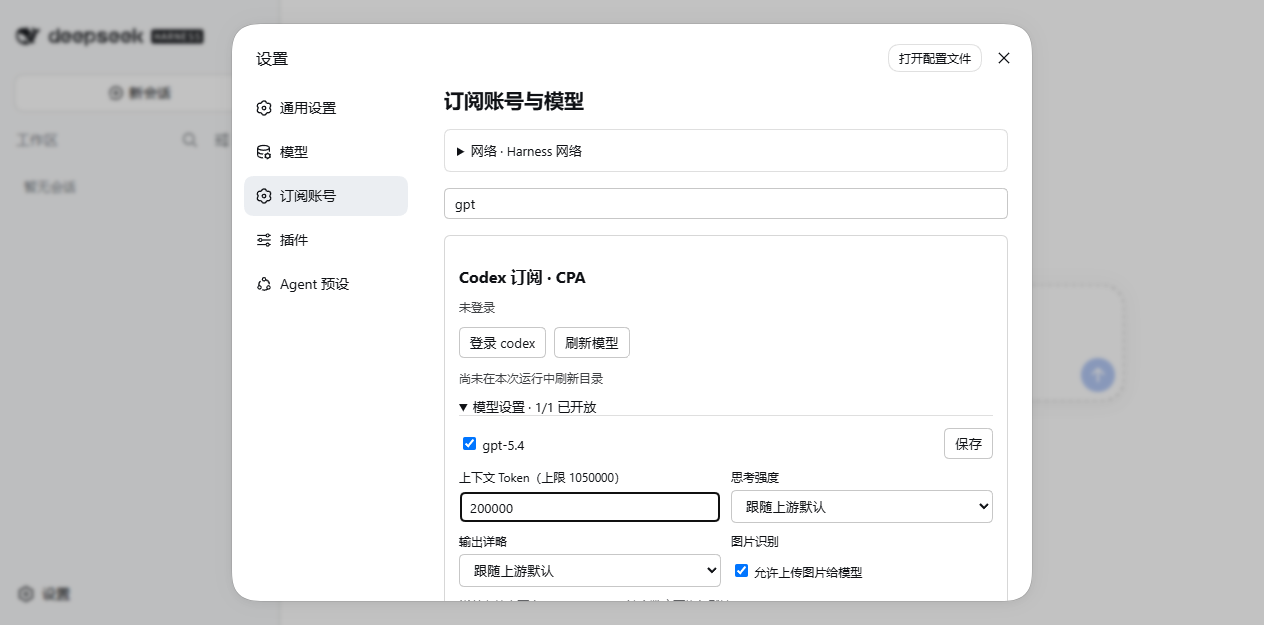 deepseek HARNESS
新会话
工作区
暂无会话
设置
设置
打开配置文件
通用设置
模型
订阅账号
插件
Agent 预设
订阅账号与模型
网络 · Harness 网络
gpt
Codex 订阅 · CPA
未登录
登录 codex
刷新模型
尚未在本次运行中刷新目录
模型设置 · 1/1 已开放
gpt-5.4
保存
上下文 Token（上限 1050000）
思考强度
200000
跟随上游默认
输出详略
图片识别
跟随上游默认
允许上传图片给模型